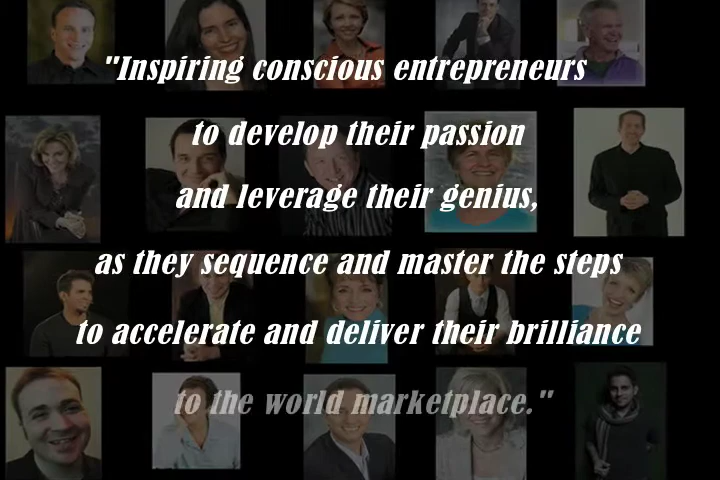 "Inspiring conscious entrepreneurs
to develop their passion
and leverage their genius,
as they sequence and master the steps
to accelerate and deliver their brilliance
to the world marketplace."